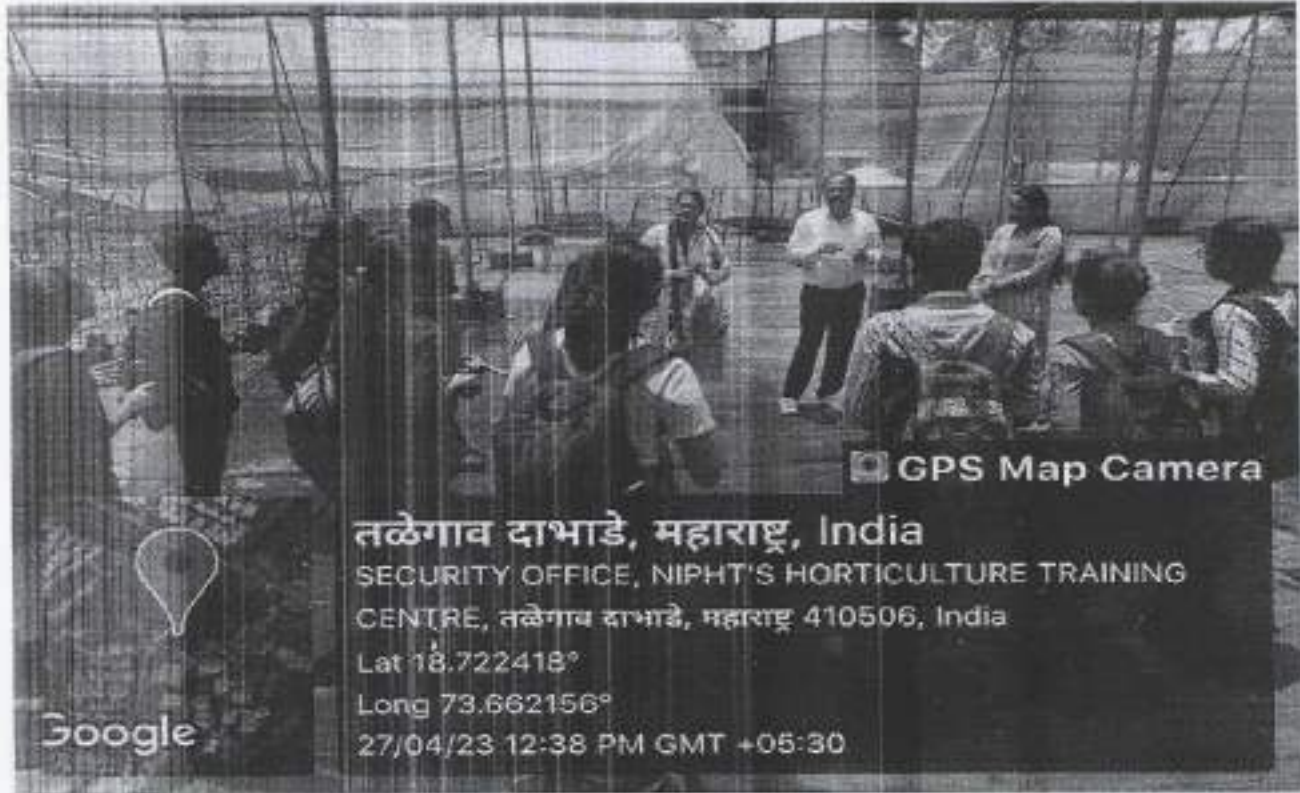 GPS Map Camera
तळेगाव दाभाडे, महाराष्ट्र, India
SECURITY OFFICE, NIPHT'S HORTICULTURE TRAINING
CENTRE, तळेगाव दाभाडे, महाराष्ट्र 410506, India
Lat 18.722418°
Long 73.662156°
27/04/23 12:38 PM GMT +05:30
Google